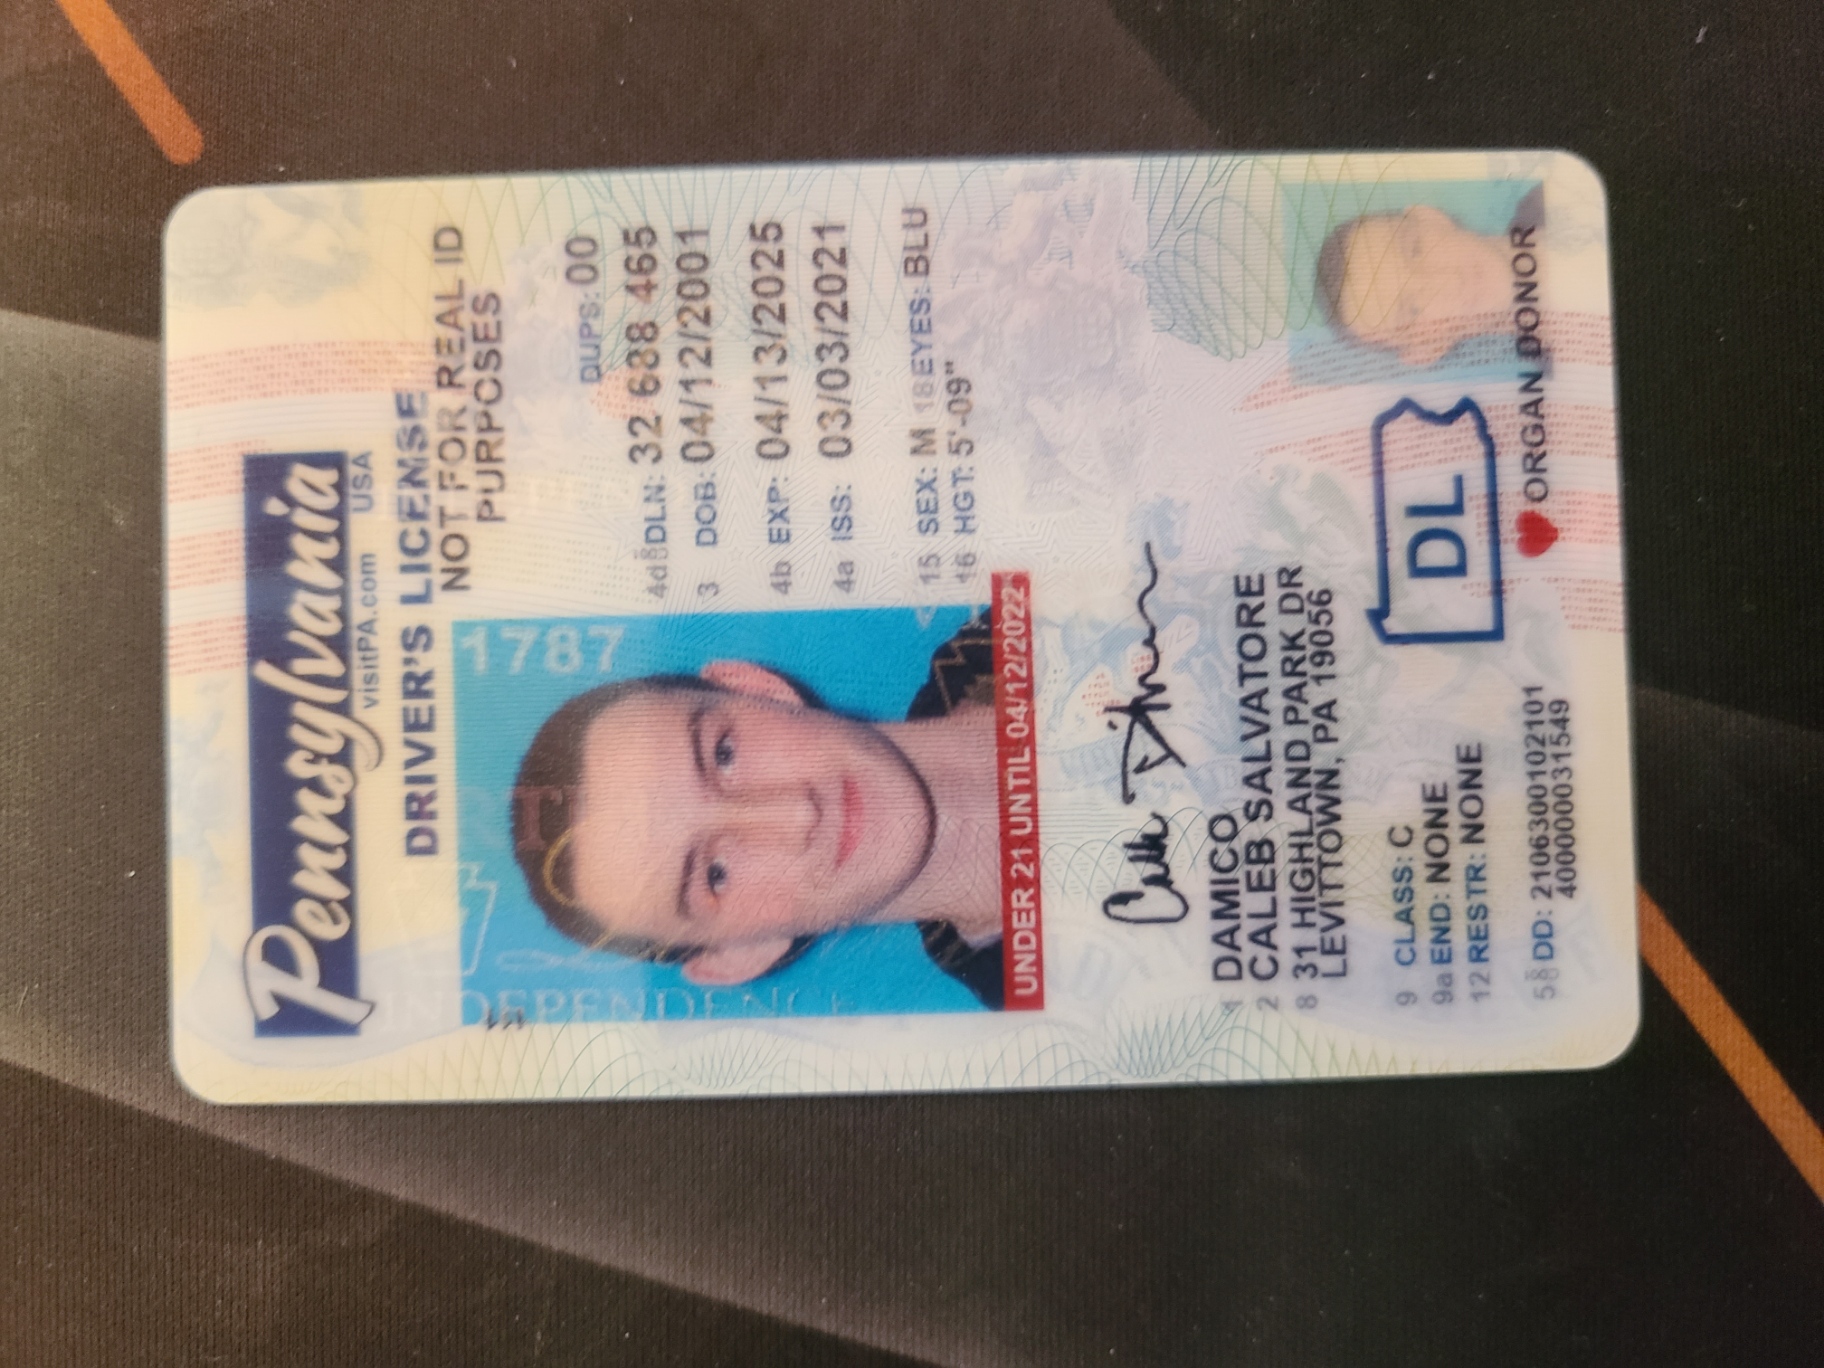 Pennsylvania
visitPA.com USA
DRIVER'S LICENSE
NOT FOR REAL ID
PURPOSES
1787
DUPS: 00
4d DLN: 32 638 465
3 DOB: 04/12/2001
4b EXP: 04/13/2025
4a ISS: 03/03/2021
15 SEX: M 18 EYES: BLU
16 HGT: 5'-09"
UNDER 21 UNTIL 04/12/2022
1 DAMICO
2 CALEB SALVATORE
8 31 HIGHLAND PARK DR
LEVITTOWN, PA 19056
9 CLASS: C
9a END: NONE
12 RESTR: NONE
DL
5 DD: 2106300102101
400000031549
ORGAN DONOR